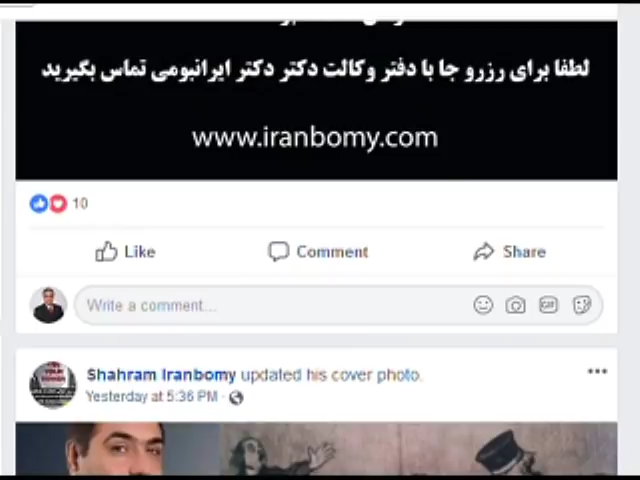 لطفا برای رزرو جا با دفتر وکالت دکتر دکتر ایرانبومی تماس بگیرید
www.iranbomy.com
10
Like Comment Share
Write a comment...
GIF
Shahram Iranbomy updated his cover photo.
Yesterday at 5:36 PM ·